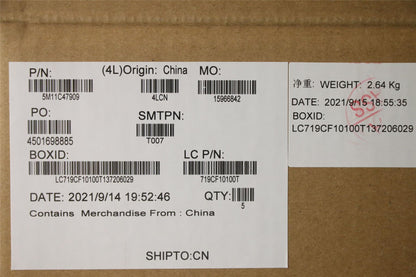 P/N: (4L)Origin: China MO:
5M11C47909 4LCN 15966842
PO: SMTPN:
4501698885 T007
BOXID: LC P/N:
LC719CF10100T137206029 719CF10100T
DATE: 2021/9/14 19:52:46 QTY:
5
Contains Merchandise From : China
SHIPTO:CN
净重: WEIGHT: 2.64 Kg
DATE: 2021/9/15 18:55:35
BOXID:
LC719CF10100T137206029